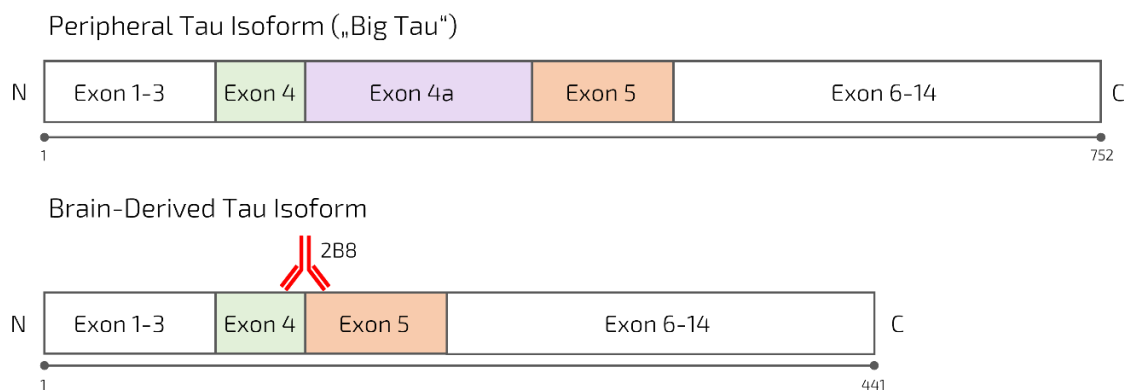 Peripheral Tau Isoform („Big Tau“)
N Exon 1-3 Exon 4 Exon 4a Exon 5 Exon 6-14 C
1 752
Brain-Derived Tau Isoform
2B8
N Exon 1-3 Exon 4 Exon 5 Exon 6-14 C
1 441